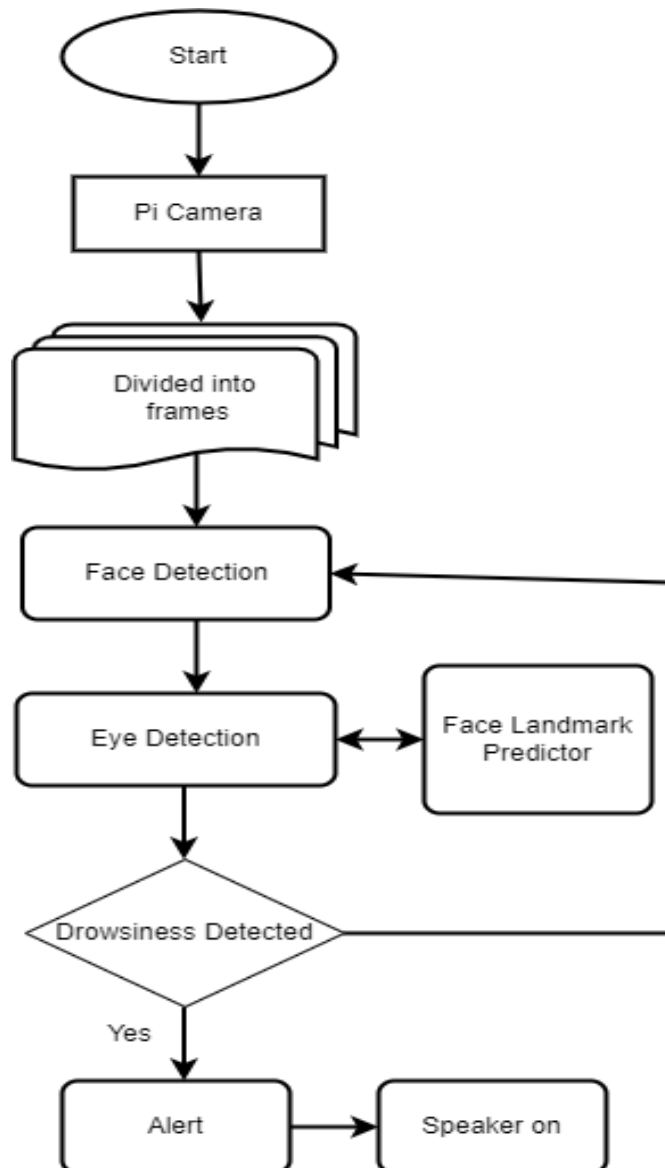 Start
Pi Camera
Divided into
frames
Face Detection
Eye Detection
Face Landmark
Predictor
Drowsiness Detected
Yes
Alert
Speaker on